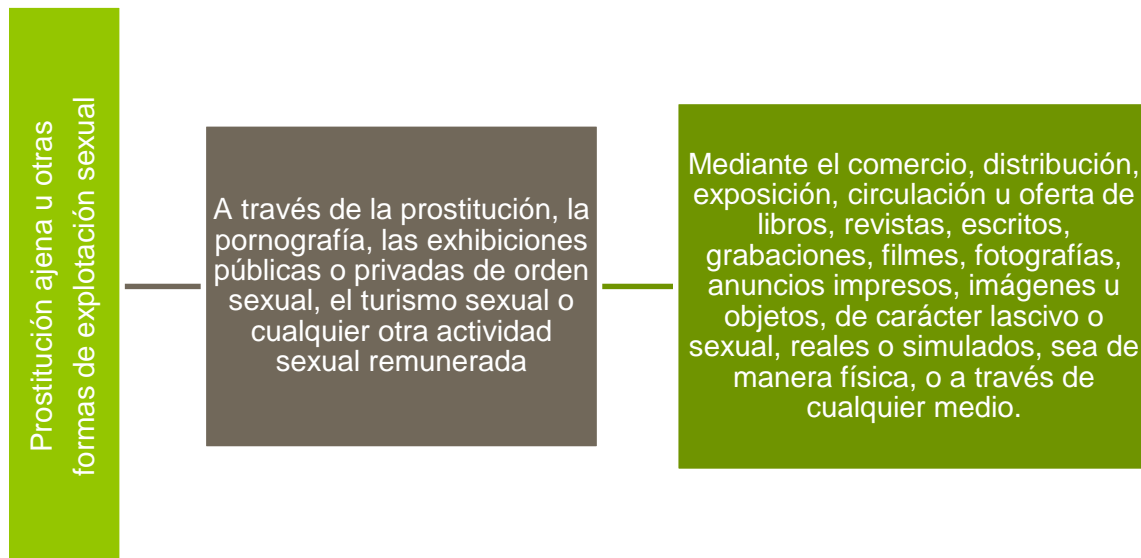 Prostitución ajena u otras
formas de explotación sexual
A través de la prostitución, la
pornografía, las exhibiciones
públicas o privadas de orden
sexual, el turismo sexual o
cualquier otra actividad
sexual remunerada
Mediante el comercio, distribución,
exposición, circulación u oferta de
libros, revistas, escritos,
grabaciones, filmes, fotografías,
anuncios impresos, imágenes u
objetos, de carácter lascivo o
sexual, reales o simulados, sea de
manera física, o a través de
cualquier medio.